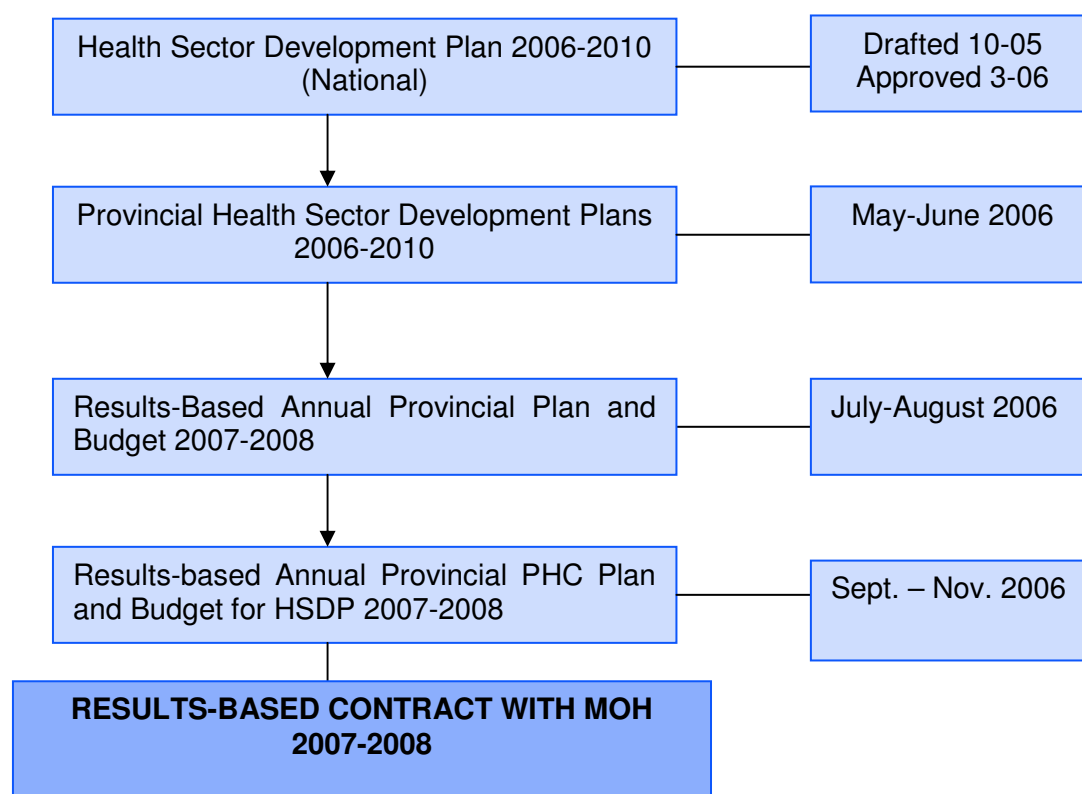 Health Sector Development Plan 2006-2010
(National)
Drafted 10-05
Approved 3-06
Provincial Health Sector Development Plans
2006-2010
May-June 2006
Results-Based Annual Provincial Plan and
Budget 2007-2008
July-August 2006
Results-based Annual Provincial PHC Plan
and Budget for HSDP 2007-2008
Sept. – Nov. 2006
RESULTS-BASED CONTRACT WITH MOH
2007-2008